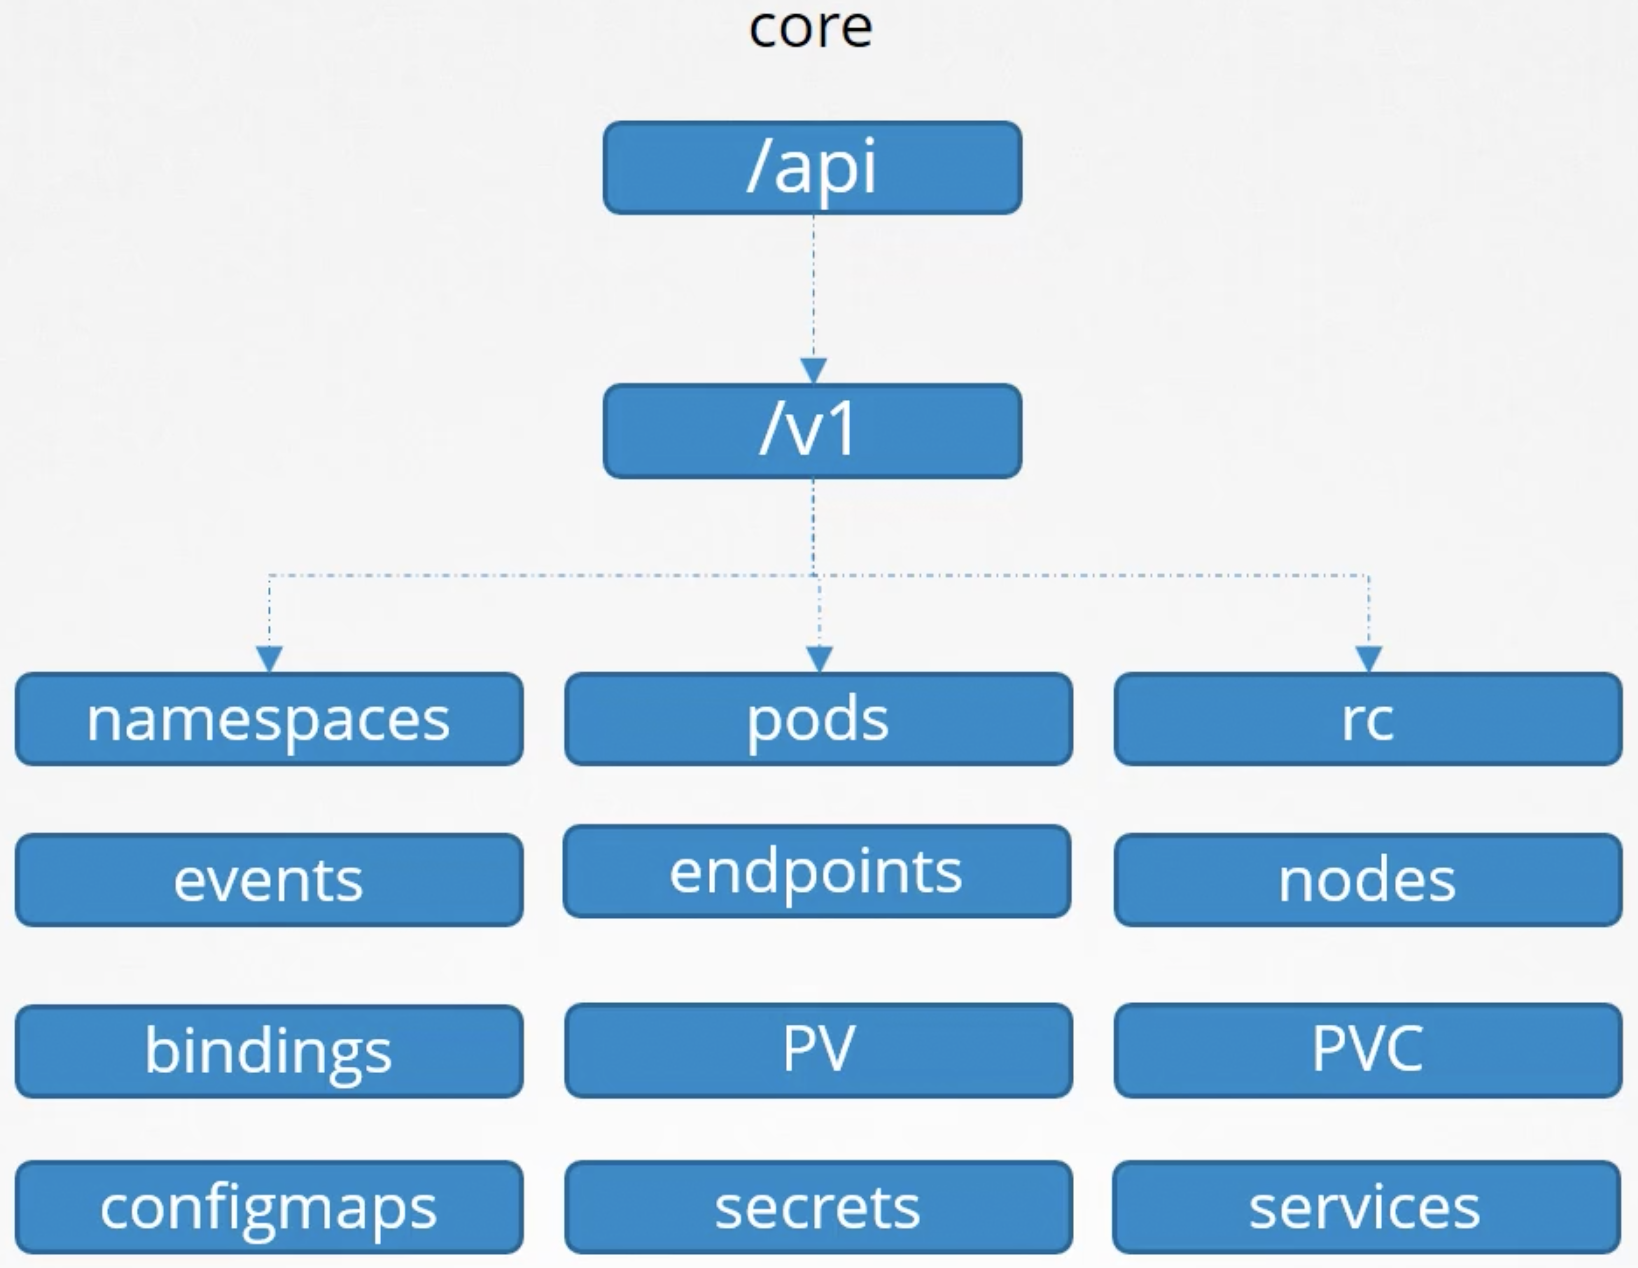 core
/api
/v1
namespaces
pods
rc
events
endpoints
nodes
bindings
PV
PVC
configmaps
secrets
services